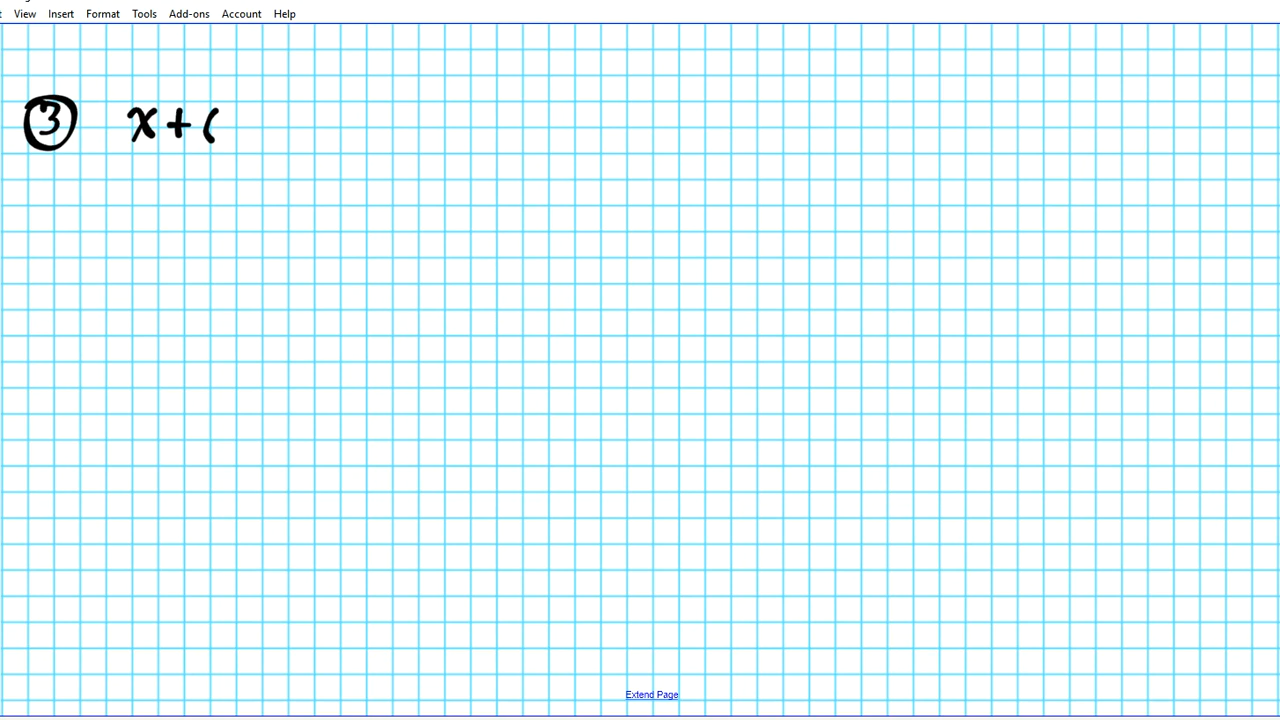 View Insert Format Tools Add-ons Account Help
③ x + (
Extend Page